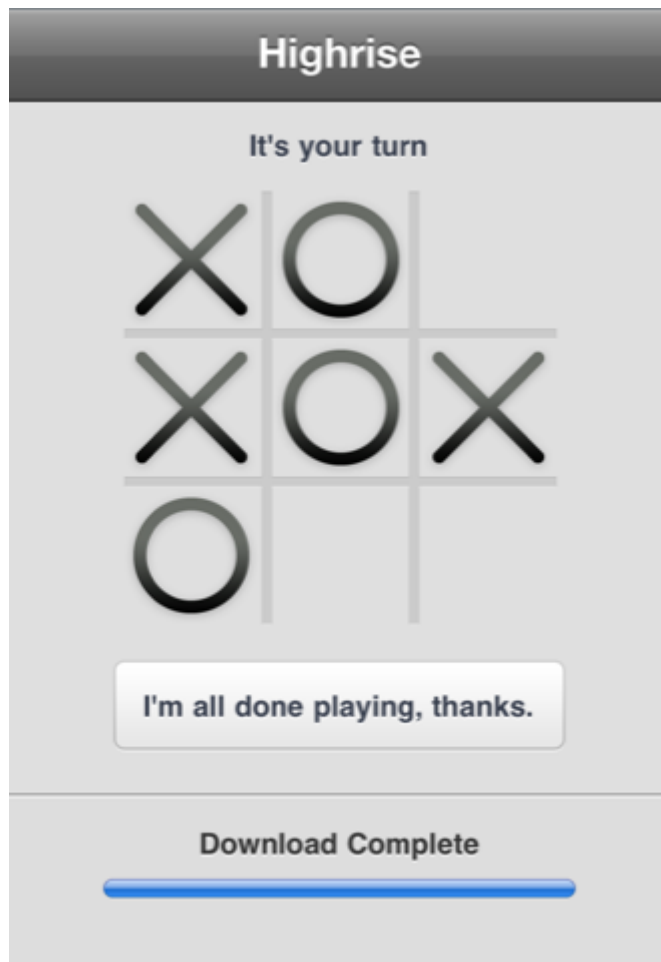 Highrise
It's your turn
X O
X O X
O
I'm all done playing, thanks.
Download Complete